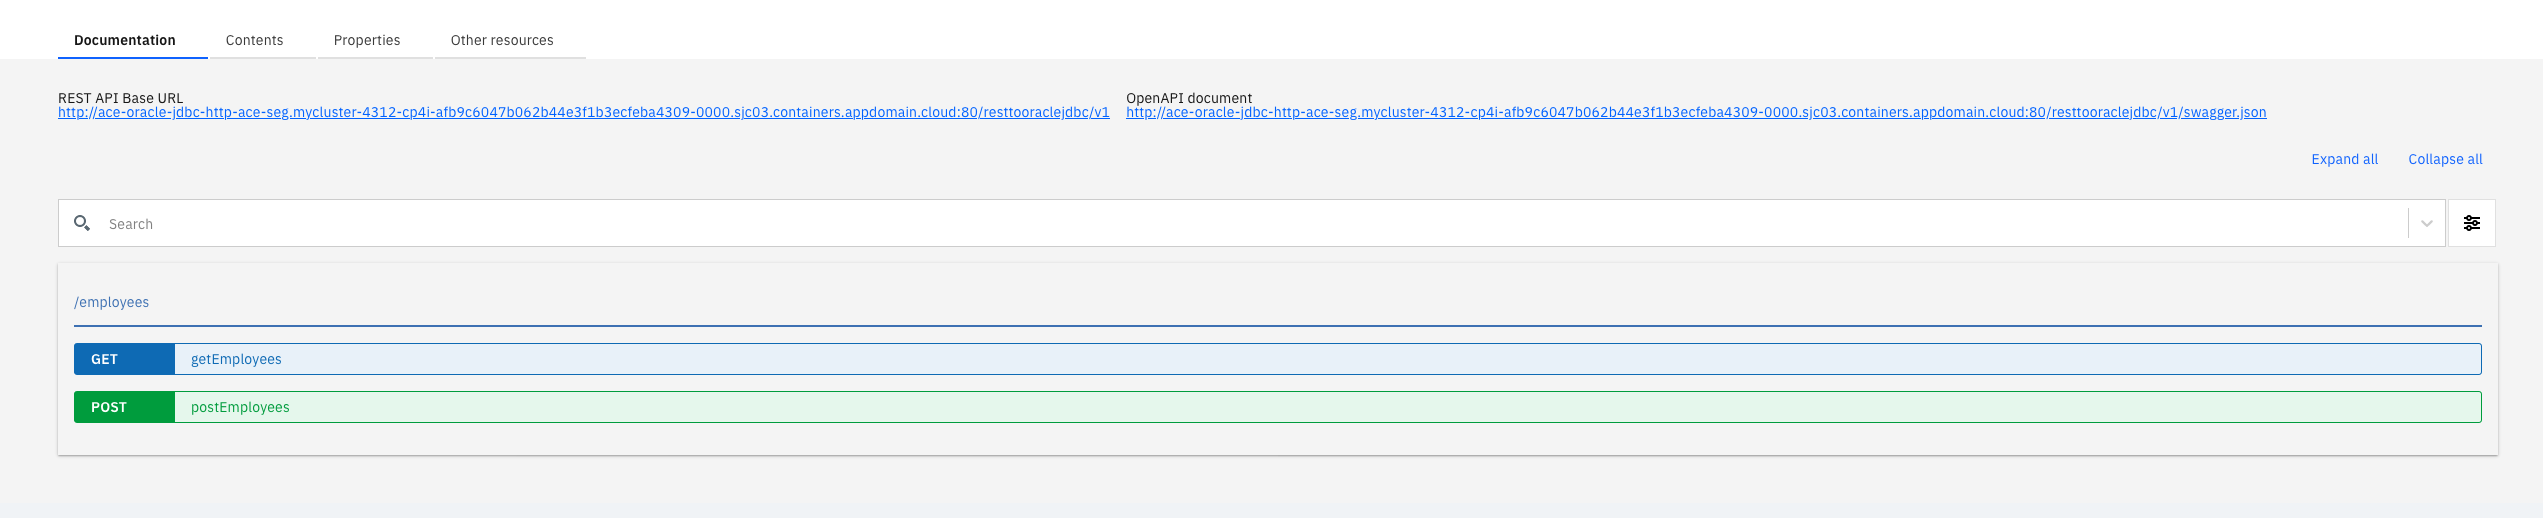 Documentation Contents Properties Other resources
REST API Base URL
http://ace-oracle-jdbc-http-ace-seg.mycluster-4312-cp4i-afb9c6047b062b44e3f1b3ecfeba4309-0000.sjc03.containers.appdomain.cloud:80/resttooraclejdbc/v1
OpenAPI document
http://ace-oracle-jdbc-http-ace-seg.mycluster-4312-cp4i-afb9c6047b062b44e3f1b3ecfeba4309-0000.sjc03.containers.appdomain.cloud:80/resttooraclejdbc/v1/swagger.json
Expand all Collapse all
Search
/employees
GET getEmployees
POST postEmployees